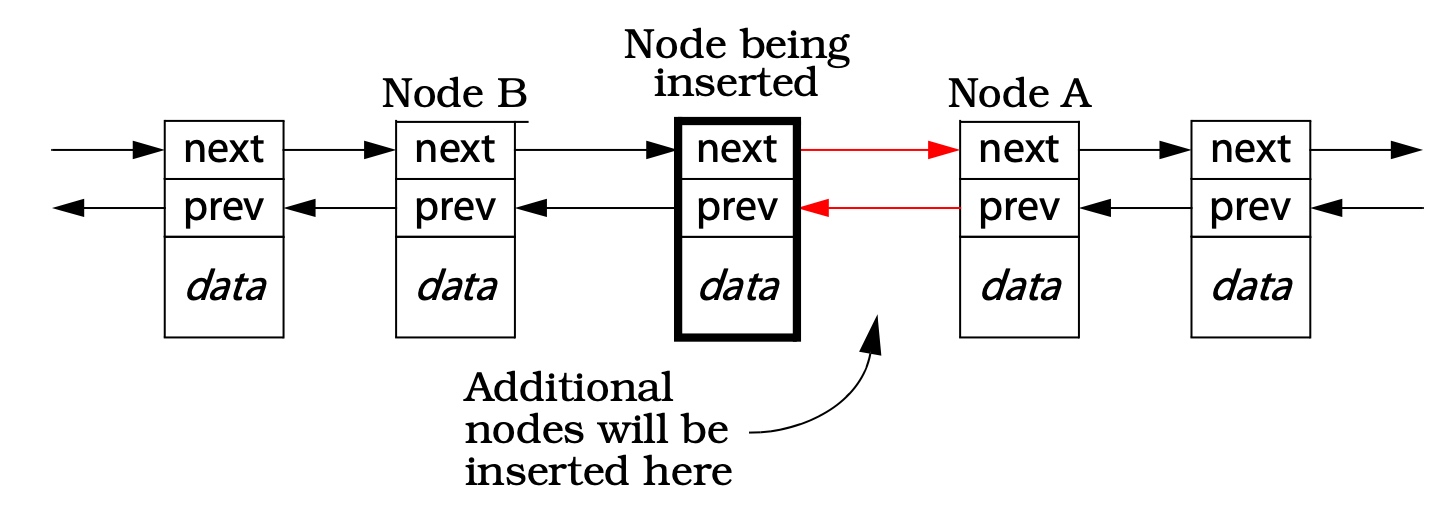 Node being
inserted
Node B
Node A
next next next next next
prev prev prev prev prev
data data data data data
Additional
nodes will be
inserted here